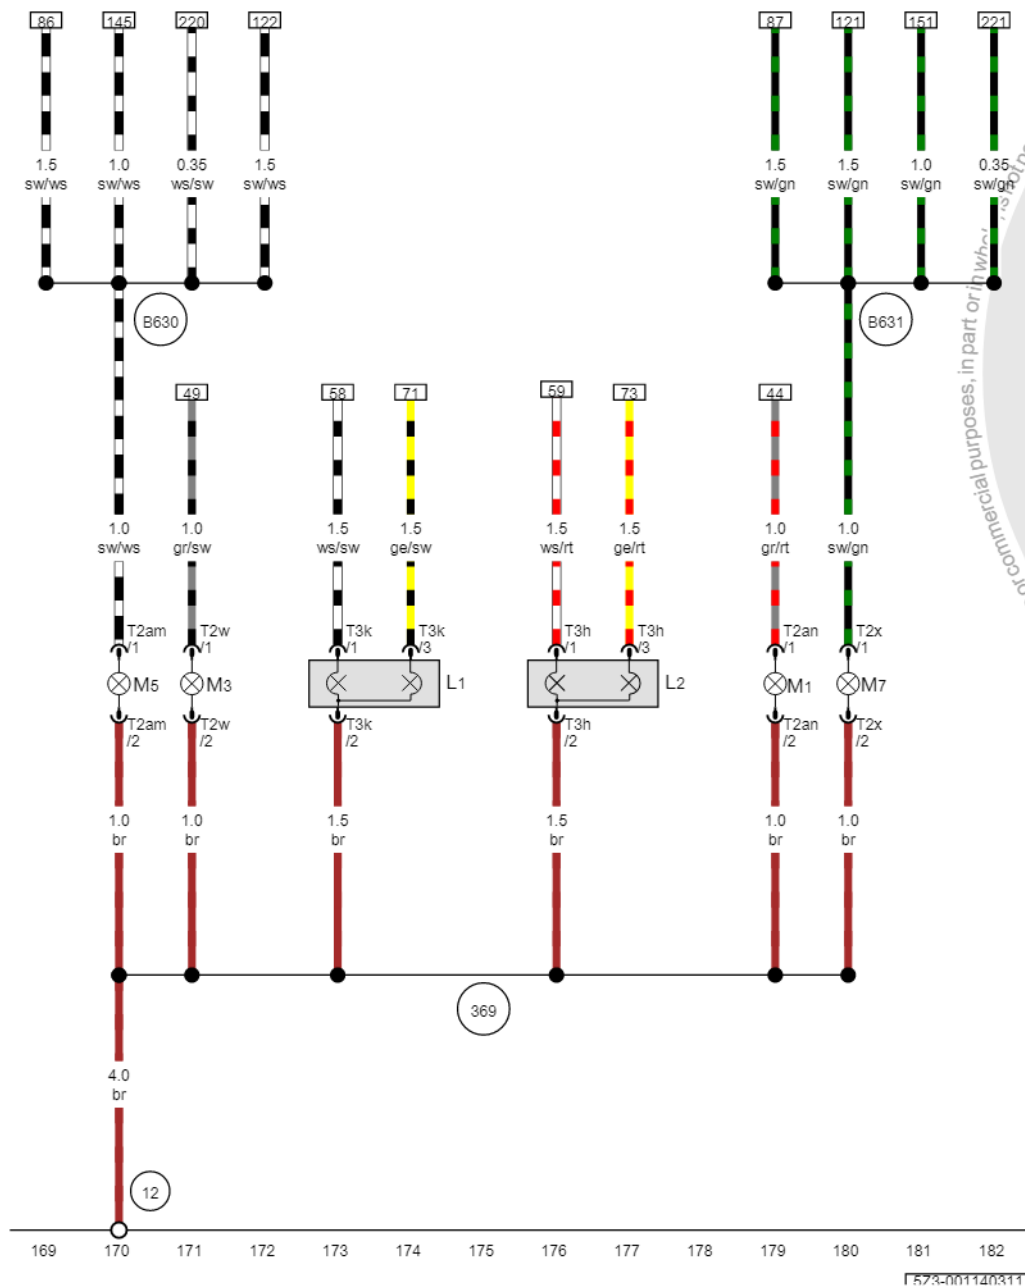 86 145 220 122 87 121 151 221
1.5 1.0 0.35 1.5 1.5 1.5 1.0 0.35
sw/ws sw/ws ws/sw sw/ws sw/gn sw/gn sw/gn sw/gn
B630 B631
or commercial purposes, in part or in
49 58 71 59 73 44
1.0 1.0 1.5 1.5 1.5 1.5 1.0 1.0
sw/ws gr/sw ws/sw ge/sw ws/rt ge/rt gr/rt sw/gn
T2am T2w T3k T3k T3h T3h T2an T2x
/1 /1 /1 /3 /1 /3 /1 /1
M5 M3 L1 L2 M1 M7
T2am T2w T3k T3h T2an T2x
/2 /2 /2 /2 /2 /2
1.0 1.0 1.5 1.5 1.0 1.0
br br br br br br
369
4.0
br
12
169 170 171 172 173 174 175 176 177 178 179 180 181 182
573-001140311